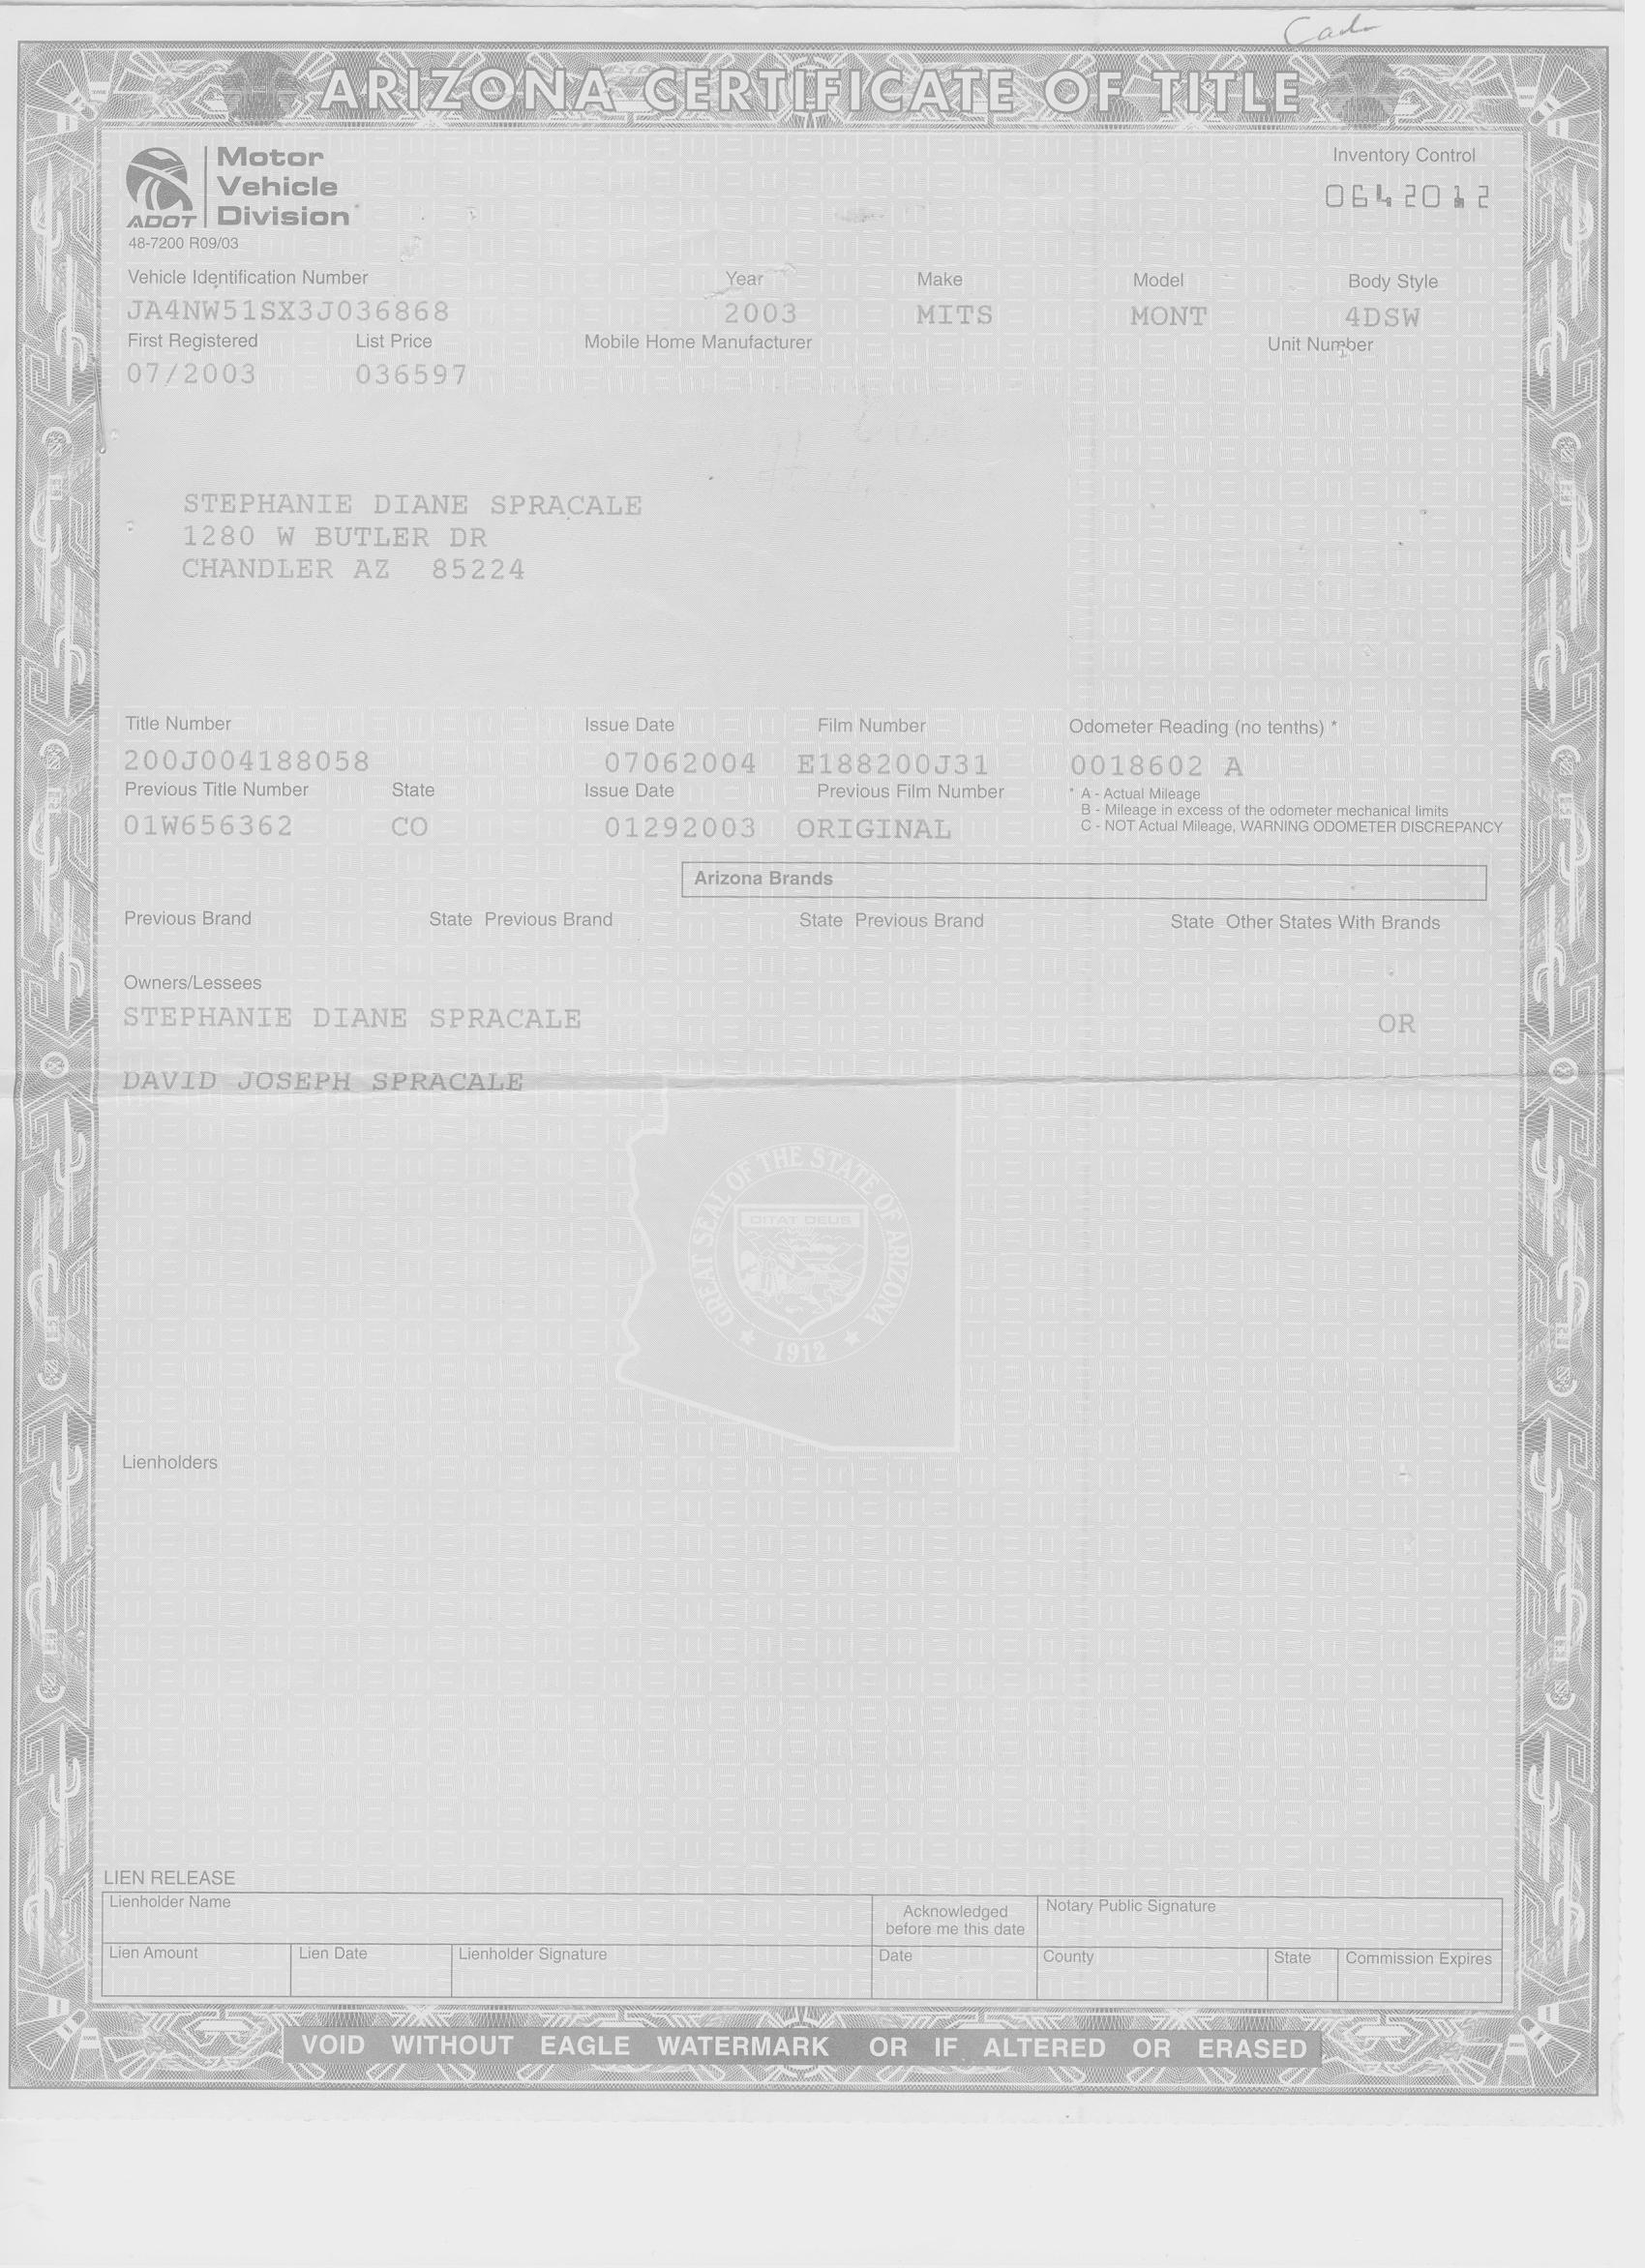 ARIZONA CERTIFICATE OF TITLE
ADOT
Motor
Vehicle
Division
48-7200 R09/03
Inventory Control
0642012
Vehicle Identification Number Year Make Model Body Style
JA4NW51SX3J036868 2003 MITS MONT 4DSW
First Registered List Price Mobile Home Manufacturer Unit Number
07/2003 036597
STEPHANIE DIANE SPRACALE
1280 W BUTLER DR
CHANDLER AZ 85224
Title Number Issue Date Film Number Odometer Reading (no tenths) *
200J004188058 07062004 E188200J31 0018602 A
Previous Title Number State Issue Date Previous Film Number * A - Actual Mileage
B - Mileage in excess of the odometer mechanical limits
01W656362 CO 01292003 ORIGINAL C - NOT Actual Mileage, WARNING ODOMETER DISCREPANCY
Arizona Brands
Previous Brand State Previous Brand State Previous Brand State Other States With Brands
Owners/Lessees
STEPHANIE DIANE SPRACALE OR
DAVID JOSEPH SPRACALE
GREAT SEAL OF THE STATE OF ARIZONA
DITAT DEUS
1912
Lienholders
LIEN RELEASE
Lienholder Name Acknowledged before me this date Notary Public Signature
Lien Amount Lien Date Lienholder Signature Date County State Commission Expires
VOID WITHOUT EAGLE WATERMARK OR IF ALTERED OR ERASED